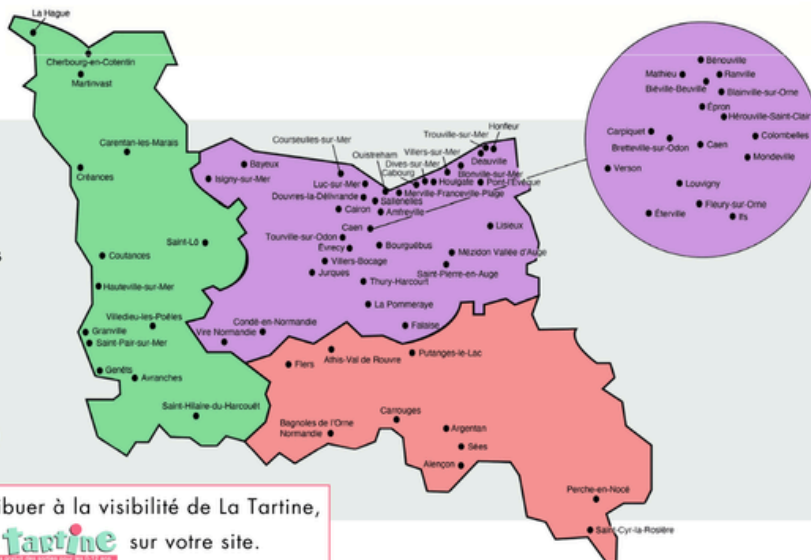 La Hague
Cherbourg-en-Cotentin
Martinvast
Carentan-les-Marais
Créances
Saint-Lô
Coutances
Hauteville-sur-Mer
Villedieu-les-Poêles
Granville
Saint-Pair-sur-Mer
Genêts
Avranches
Saint-Hilaire-du-Harcouët
Honfleur
Trouville-sur-Mer
Courseulles-sur-Mer
Villers-sur-Mer
Ouistreham
Dives-sur-Mer
Deauville
Cabourg
Blonville-sur-Mer
Bayeux
Isigny-sur-Mer
Luc-sur-Mer
Houlgate
Pont-l'Évêque
Douvres-la-Délivrande
Merville-Franceville-Plage
Sallenelles
Cairon
Amfreville
Caen
Lisieux
Tourville-sur-Odon
Évrecy
Bourguébus
Mézidon Vallée d'Auge
Villers-Bocage
Jurques
Saint-Pierre-en-Auge
Thury-Harcourt
La Pommeraye
Condé-en-Normandie
Vire Normandie
Falaise
Bénouville
Mathieu
Ranville
Biéville-Beuville
Blainville-sur-Orne
Épron
Hérouville-Saint-Clair
Carpiquet
Colombelles
Bretteville-sur-Odon
Caen
Mondeville
Verson
Louvigny
Fleury-sur-Orne
Éterville
Ifs
Putanges-le-Lac
Athis-Val de Rouvre
Flers
Carrouges
Bagnoles de l'Orne
Normandie
Argentan
Sées
Alençon
Perche-en-Nocé
Saint-Cyr-la-Rosière
s
ibuer à la visibilité de La Tartine,
tartine sur votre site.